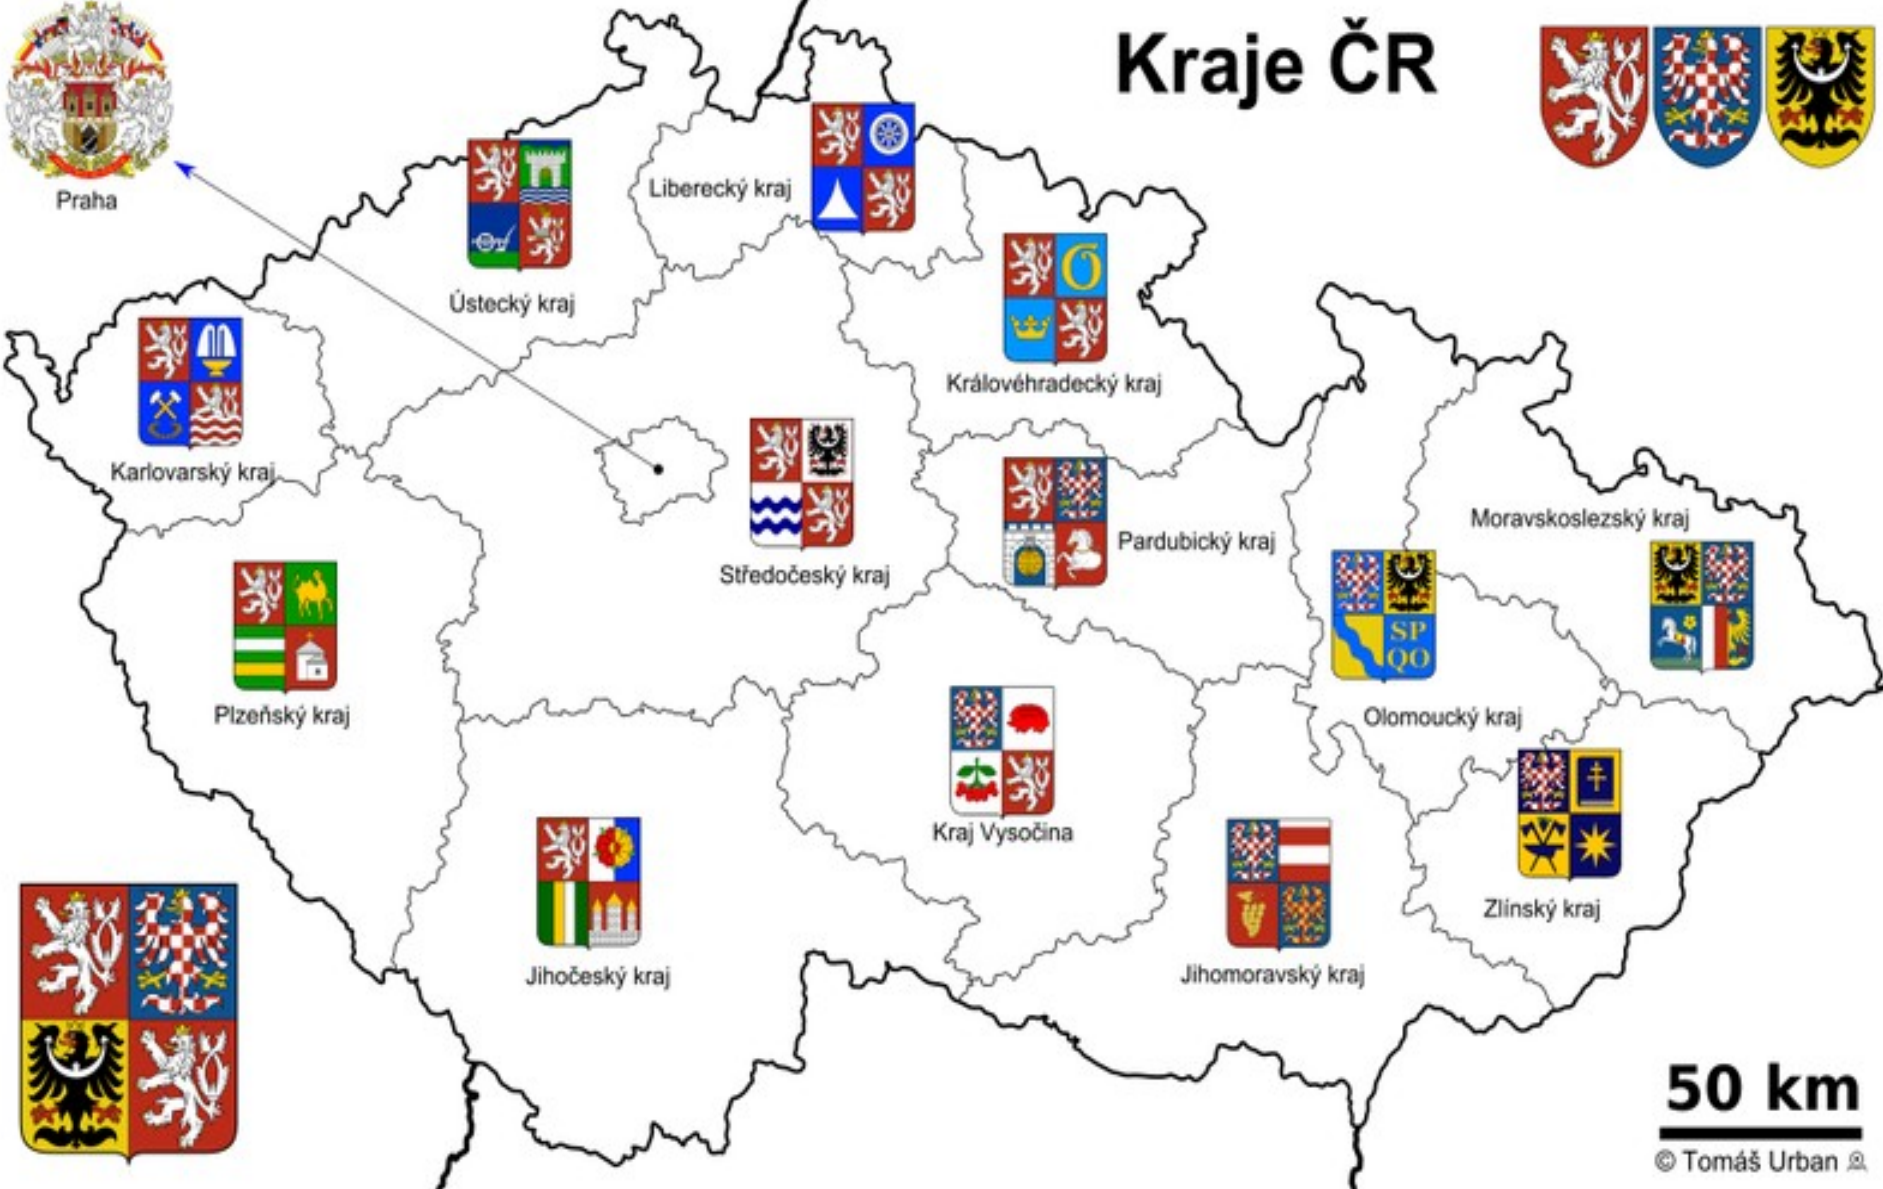 Kraje ČR
Praha
Liberecký kraj
Ústecký kraj
Královéhradecký kraj
Karlovarský kraj
Moravskoslezský kraj
Pardubický kraj
Středočeský kraj
SP
QO
Plzeňský kraj
Olomoucký kraj
Kraj Vysočina
Zlínský kraj
Jihočeský kraj
Jihomoravský kraj
50 km
© Tomáš Urban